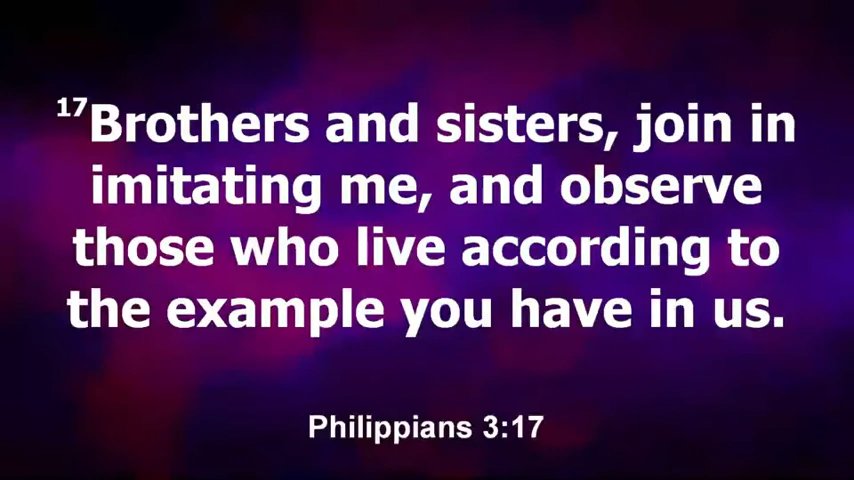 17Brothers and sisters, join in
imitating me, and observe
those who live according to
the example you have in us.
Philippians 3:17